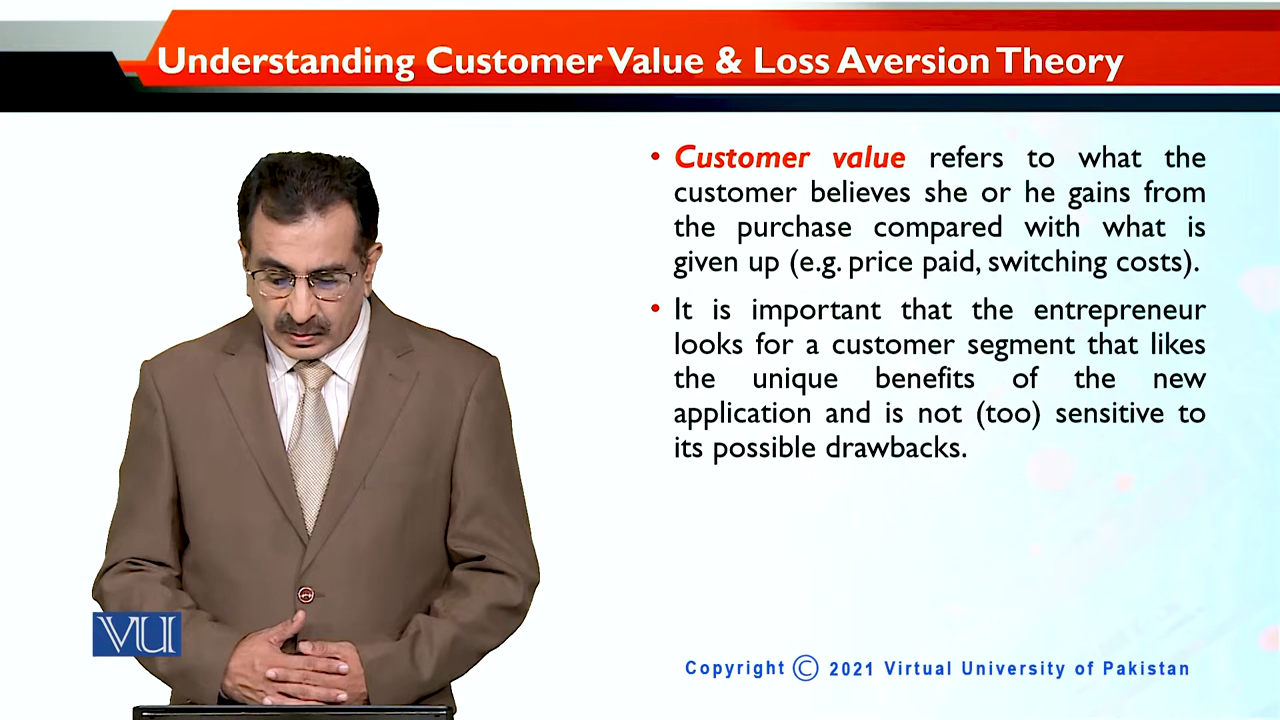 Understanding Customer Value & Loss Aversion Theory
• Customer value refers to what the
customer believes she or he gains from
the purchase compared with what is
given up (e.g. price paid, switching costs).
• It is important that the entrepreneur
looks for a customer segment that likes
the unique benefits of the new
application and is not (too) sensitive to
its possible drawbacks.
VU
Copyright © 2021 Virtual University of Pakistan